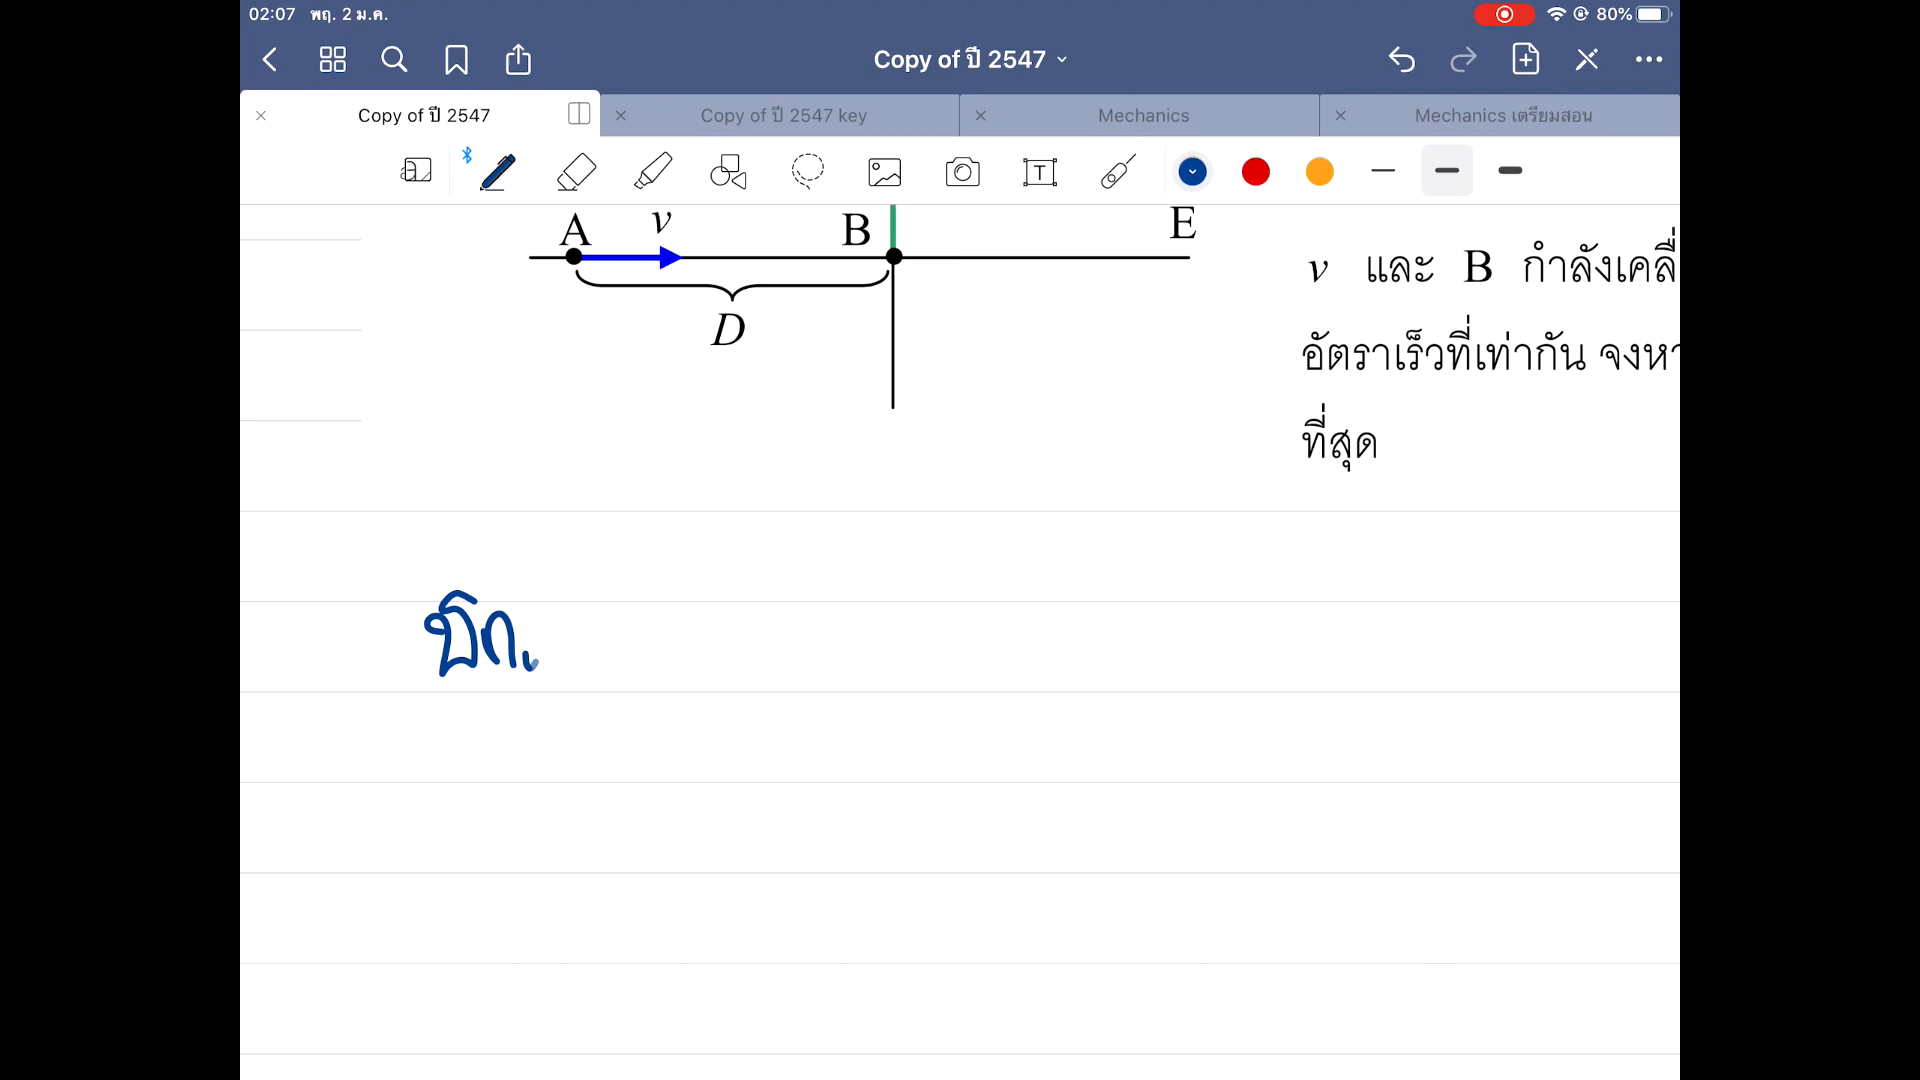 02:07 พฤ. 2 ม.ค.
80%
Copy of ปี 2547
Copy of ปี 2547
Copy of ปี 2547 key
Mechanics
Mechanics เตรียมสอน
T
A
v
B
E
D
v และ B กำลังเคลื่
อัตราเร็วที่เท่ากัน จงหา
ที่สุด